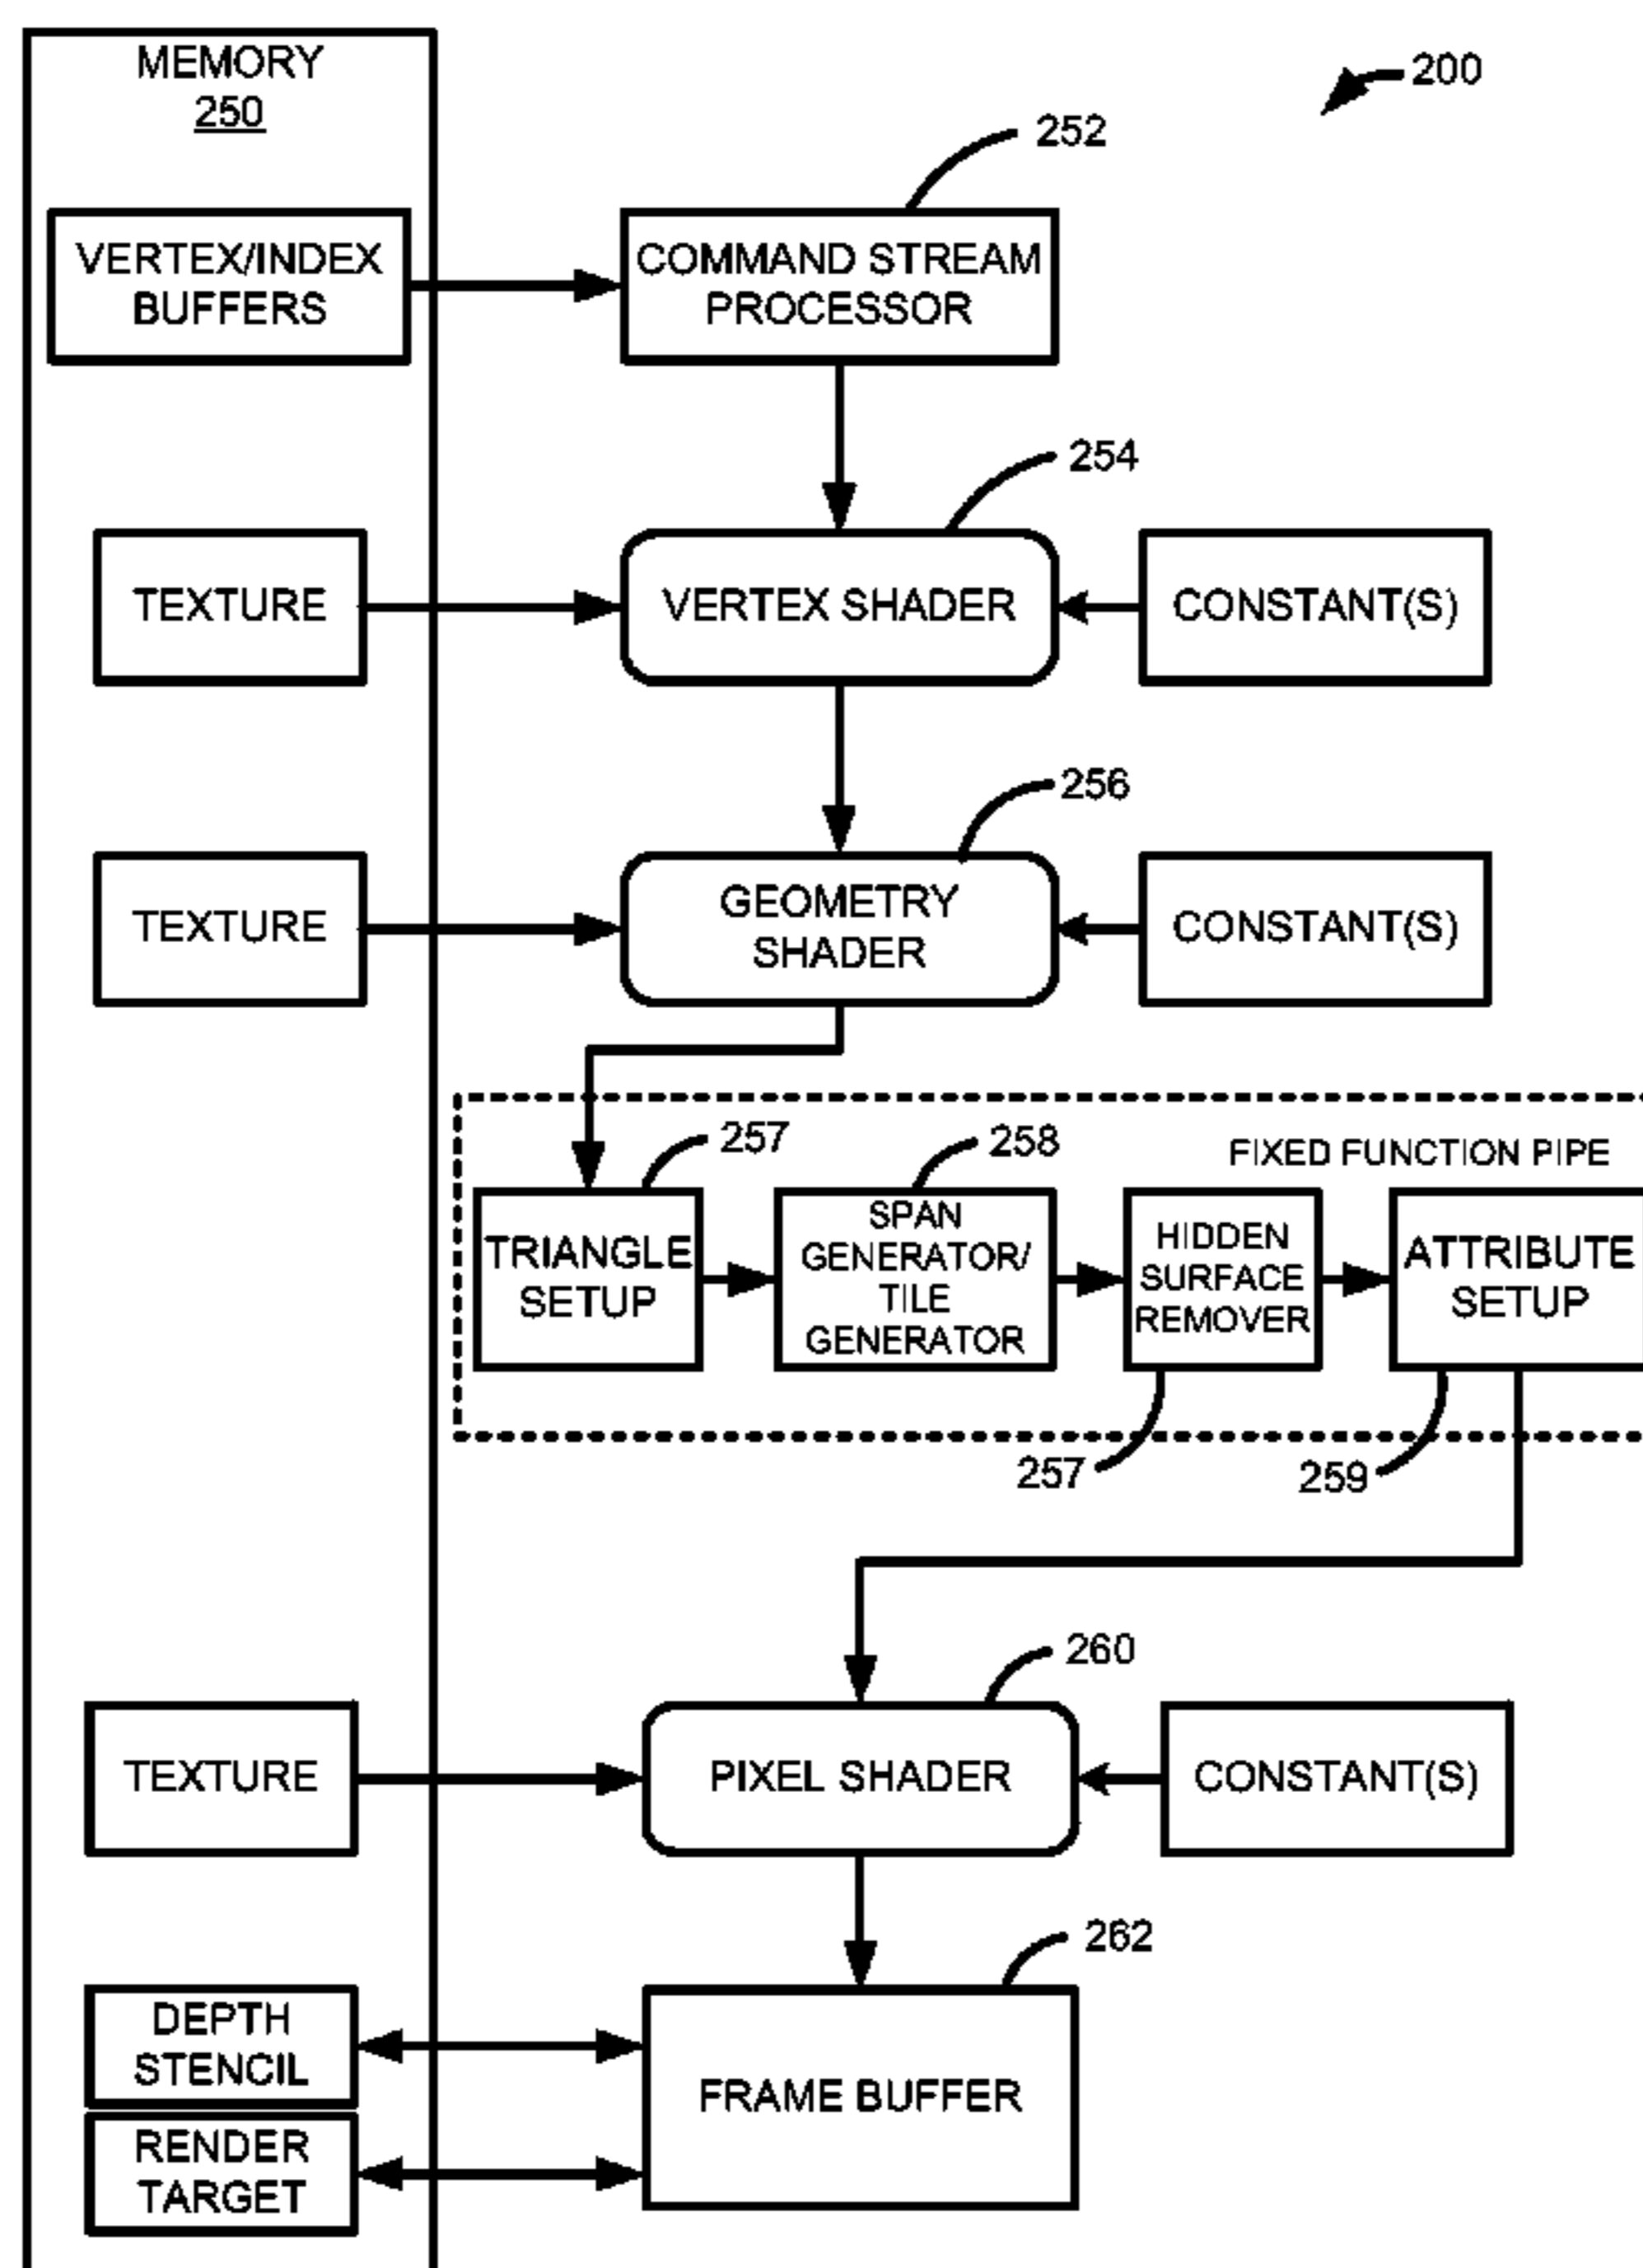 MEMORY
250
200
252
VERTEX/INDEX
BUFFERS
COMMAND STREAM
PROCESSOR
254
TEXTURE
VERTEX SHADER
CONSTANT(S)
256
TEXTURE
GEOMETRY
SHADER
CONSTANT(S)
257
258
FIXED FUNCTION PIPE
TRIANGLE
SETUP
SPAN
GENERATOR/
TILE
GENERATOR
HIDDEN
SURFACE
REMOVER
ATTRIBUTE
SETUP
257
259
260
TEXTURE
PIXEL SHADER
CONSTANT(S)
262
DEPTH
STENCIL
FRAME BUFFER
RENDER
TARGET